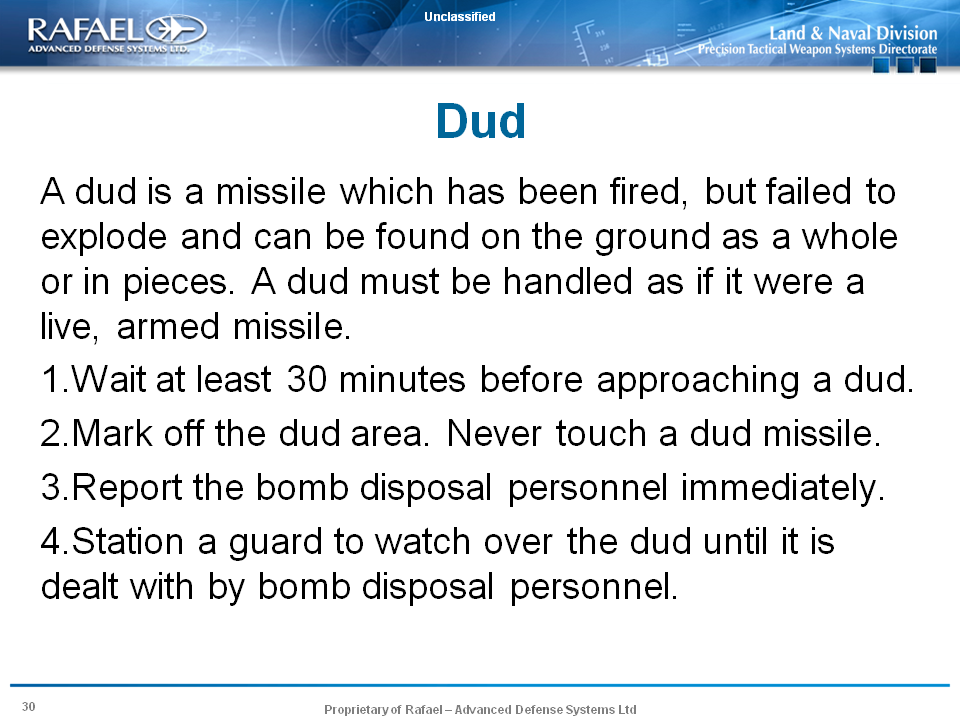 Unclassified
RAFAEL
ADVANCED DEFENSE SYSTEMS LTD.
Land & Naval Division
Precision Tactical Weapon Systems Directorate
Dud
A dud is a missile which has been fired, but failed to
explode and can be found on the ground as a whole
or in pieces. A dud must be handled as if it were a
live, armed missile.
1.Wait at least 30 minutes before approaching a dud.
2.Mark off the dud area. Never touch a dud missile.
3.Report the bomb disposal personnel immediately.
4.Station a guard to watch over the dud until it is
dealt with by bomb disposal personnel.
30
Proprietary of Rafael – Advanced Defense Systems Ltd